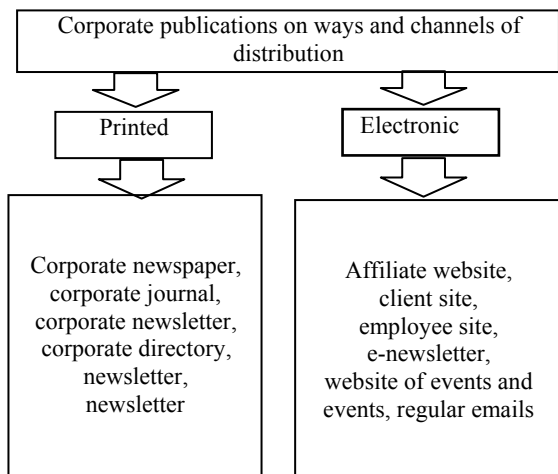 Corporate publications on ways and channels of
distribution
Printed
Electronic
Corporate newspaper,
corporate journal,
corporate newsletter,
corporate directory,
newsletter,
newsletter
Affiliate website,
client site,
employee site,
e-newsletter,
website of events and
events, regular emails